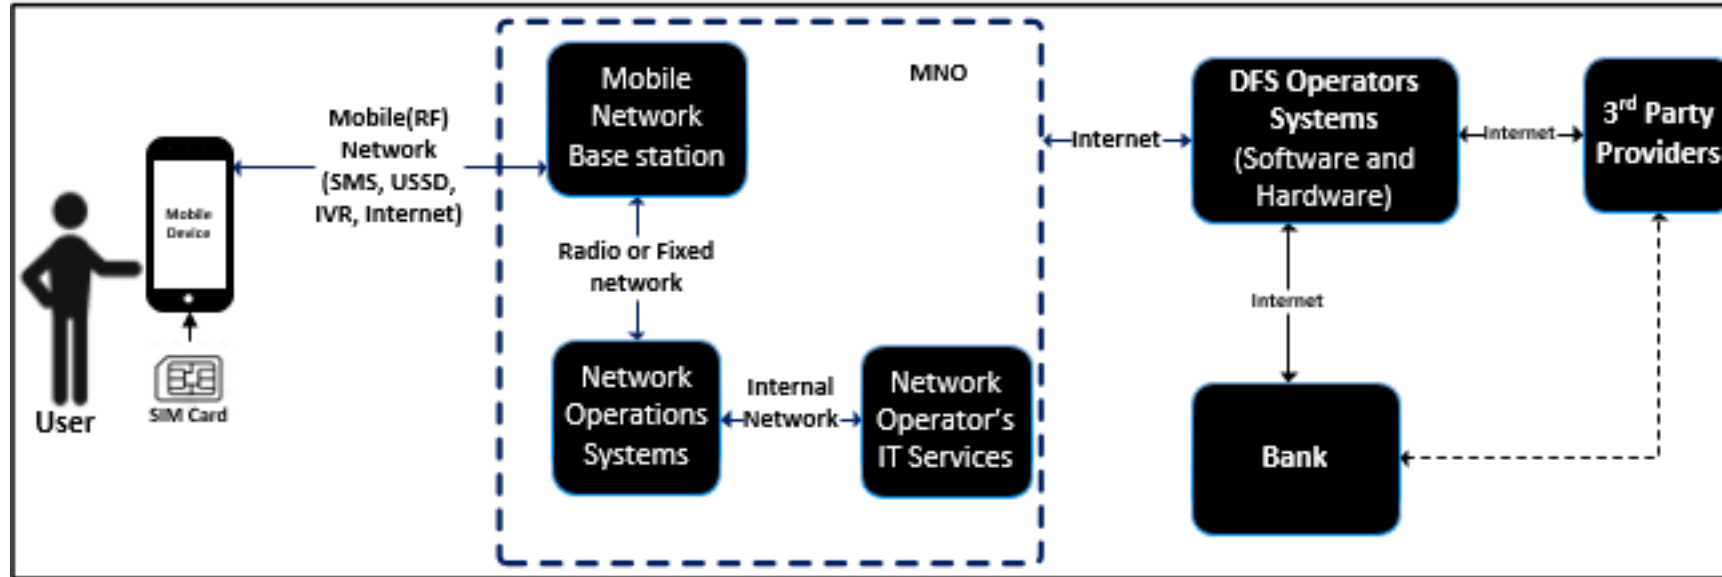 Mobile
Device
SIM Card
User
Mobile(RF)
Network
(SMS, USSD,
IVR, Internet)
MNO
Mobile
Network
Base station
Radio or Fixed
network
Network
Operations
Systems
Internal
Network
Network
Operator's
IT Services
Internet
DFS Operators
Systems
(Software and
Hardware)
Internet
3rd Party
Providers
Internet
Bank